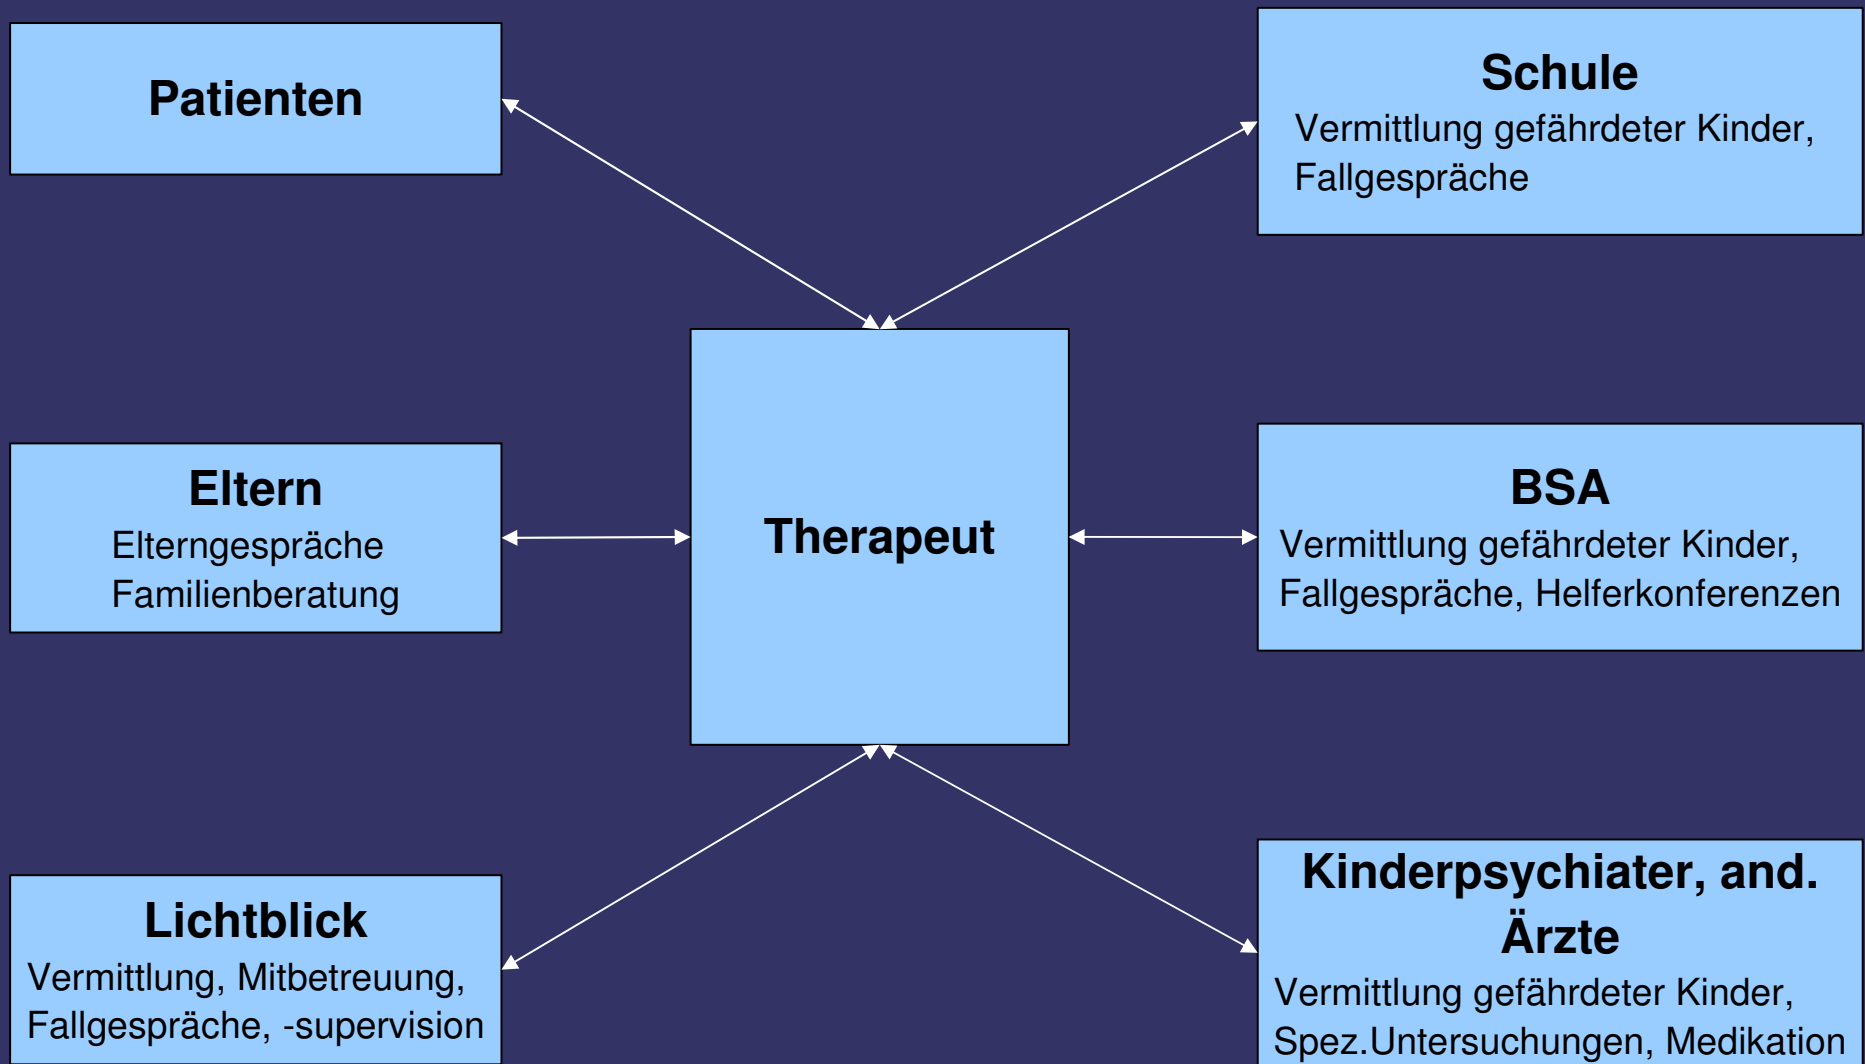 Patienten
Schule
Vermittlung gefährdeter Kinder,
Fallgespräche
Eltern
Elterngespräche
Familienberatung
Therapeut
BSA
Vermittlung gefährdeter Kinder,
Fallgespräche, Helferkonferenzen
Lichtblick
Vermittlung, Mitbetreuung,
Fallgespräche, -supervision
Kinderpsychiater, and.
Ärzte
Vermittlung gefährdeter Kinder,
Spez.Untersuchungen, Medikation